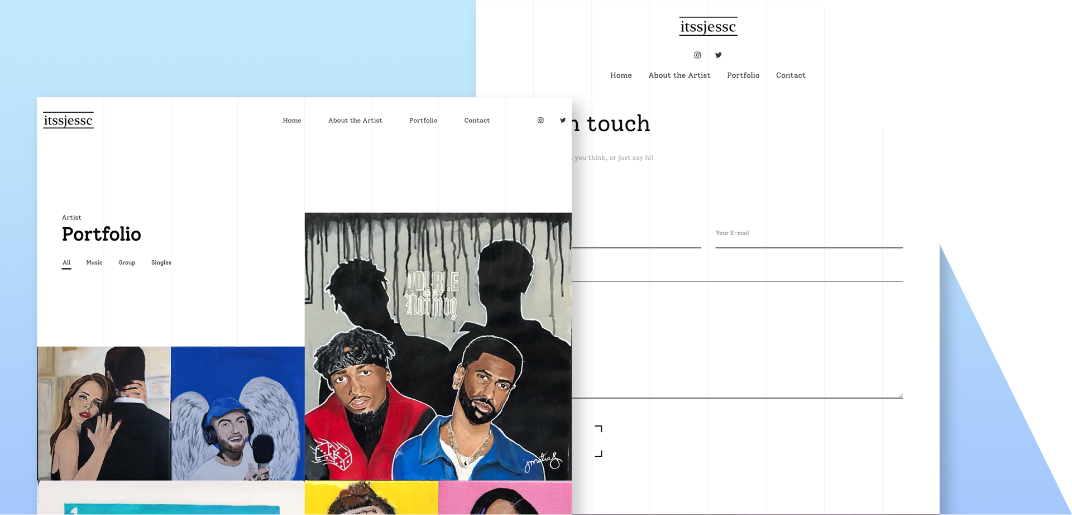 itssjessc
Home About the Artist Portfolio Contact
touch
you think, or just say hi!
Your E-mail
itssjessc
Home About the Artist Portfolio Contact
Artist
Portfolio
All Music Group Singles
DOUBLE
Nothing